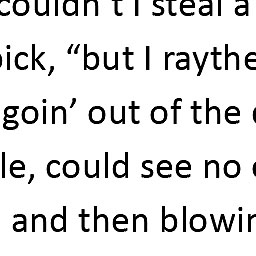 couldn't I steal a
pick, “but I raythe
goin’ out of the
le, could see no
and then blowin